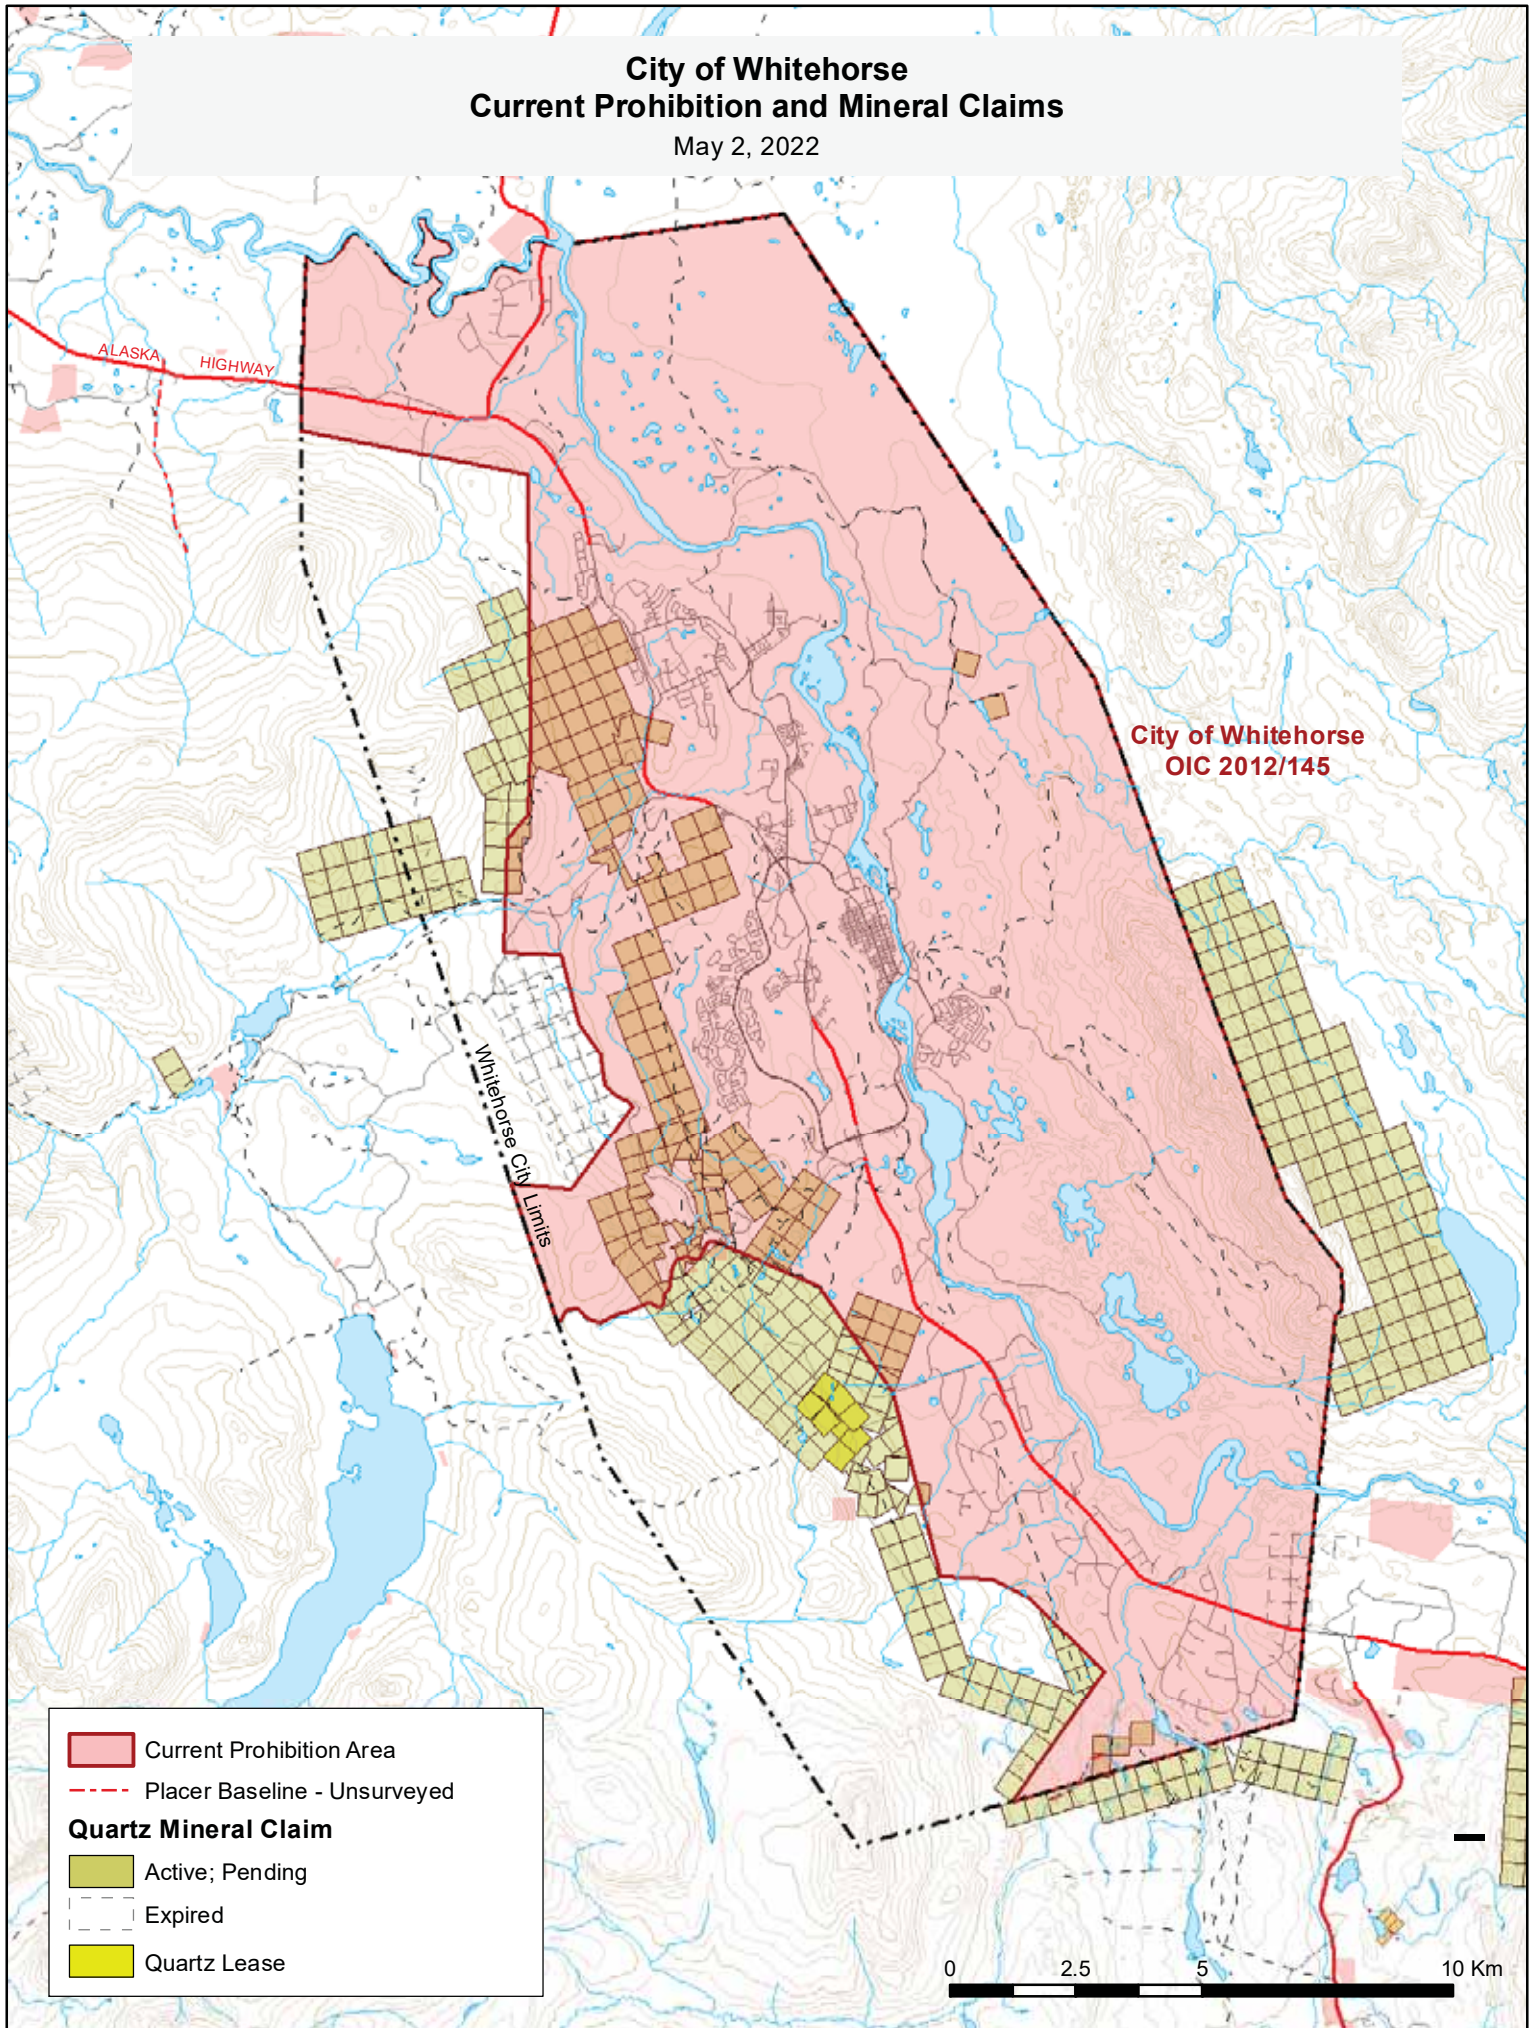 City of Whitehorse
Current Prohibition and Mineral Claims
May 2, 2022
ALASKA
HIGHWAY
City of Whitehorse
OIC 2012/145
Whitehorse City Limits
Current Prohibition Area
Placer Baseline - Unsurveyed
Quartz Mineral Claim
Active; Pending
Expired
Quartz Lease
0 2.5 5 10 Km